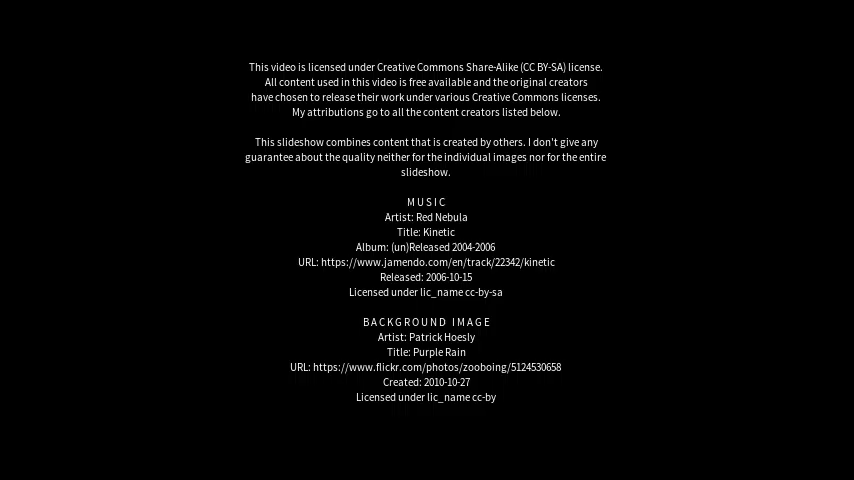 This video is licensed under Creative Commons Share-Alike (CC BY-SA) license.
All content used in this video is free available and the original creators
have chosen to release their work under various Creative Commons licenses.
My attributions go to all the content creators listed below.
This slideshow combines content that is created by others. I don't give any
guarantee about the quality neither for the individual images nor for the entire
slideshow.
MUSIC
Artist: Red Nebula
Title: Kinetic
Album: (un)Released 2004-2006
URL: https://www.jamendo.com/en/track/22342/kinetic
Released: 2006-10-15
Licensed under lic_name cc-by-sa
BACKGROUND IMAGE
Artist: Patrick Hoesly
Title: Purple Rain
URL: https://www.flickr.com/photos/zooboing/5124530658
Created: 2010-10-27
Licensed under lic_name cc-by